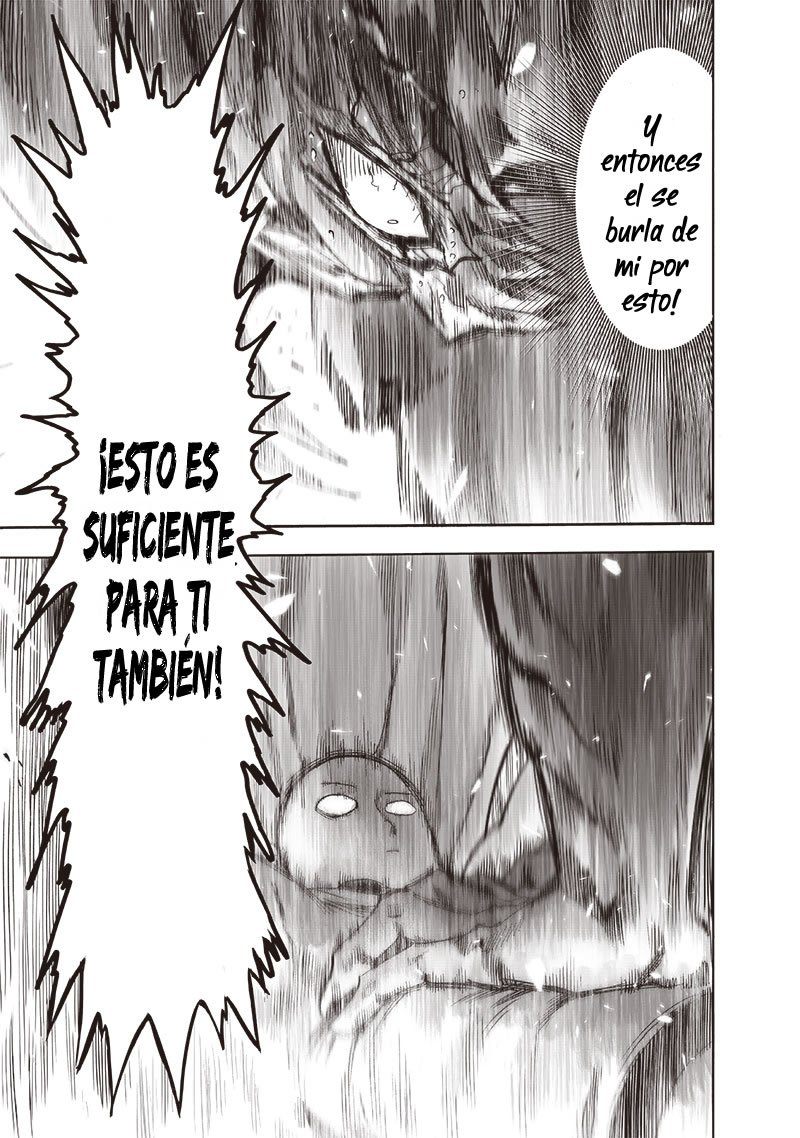 Y
entonces
el se
burla de
mi por
esto!
¡ESTO ES
SUFICIENTE
PARA TI
TAMBIÉN!